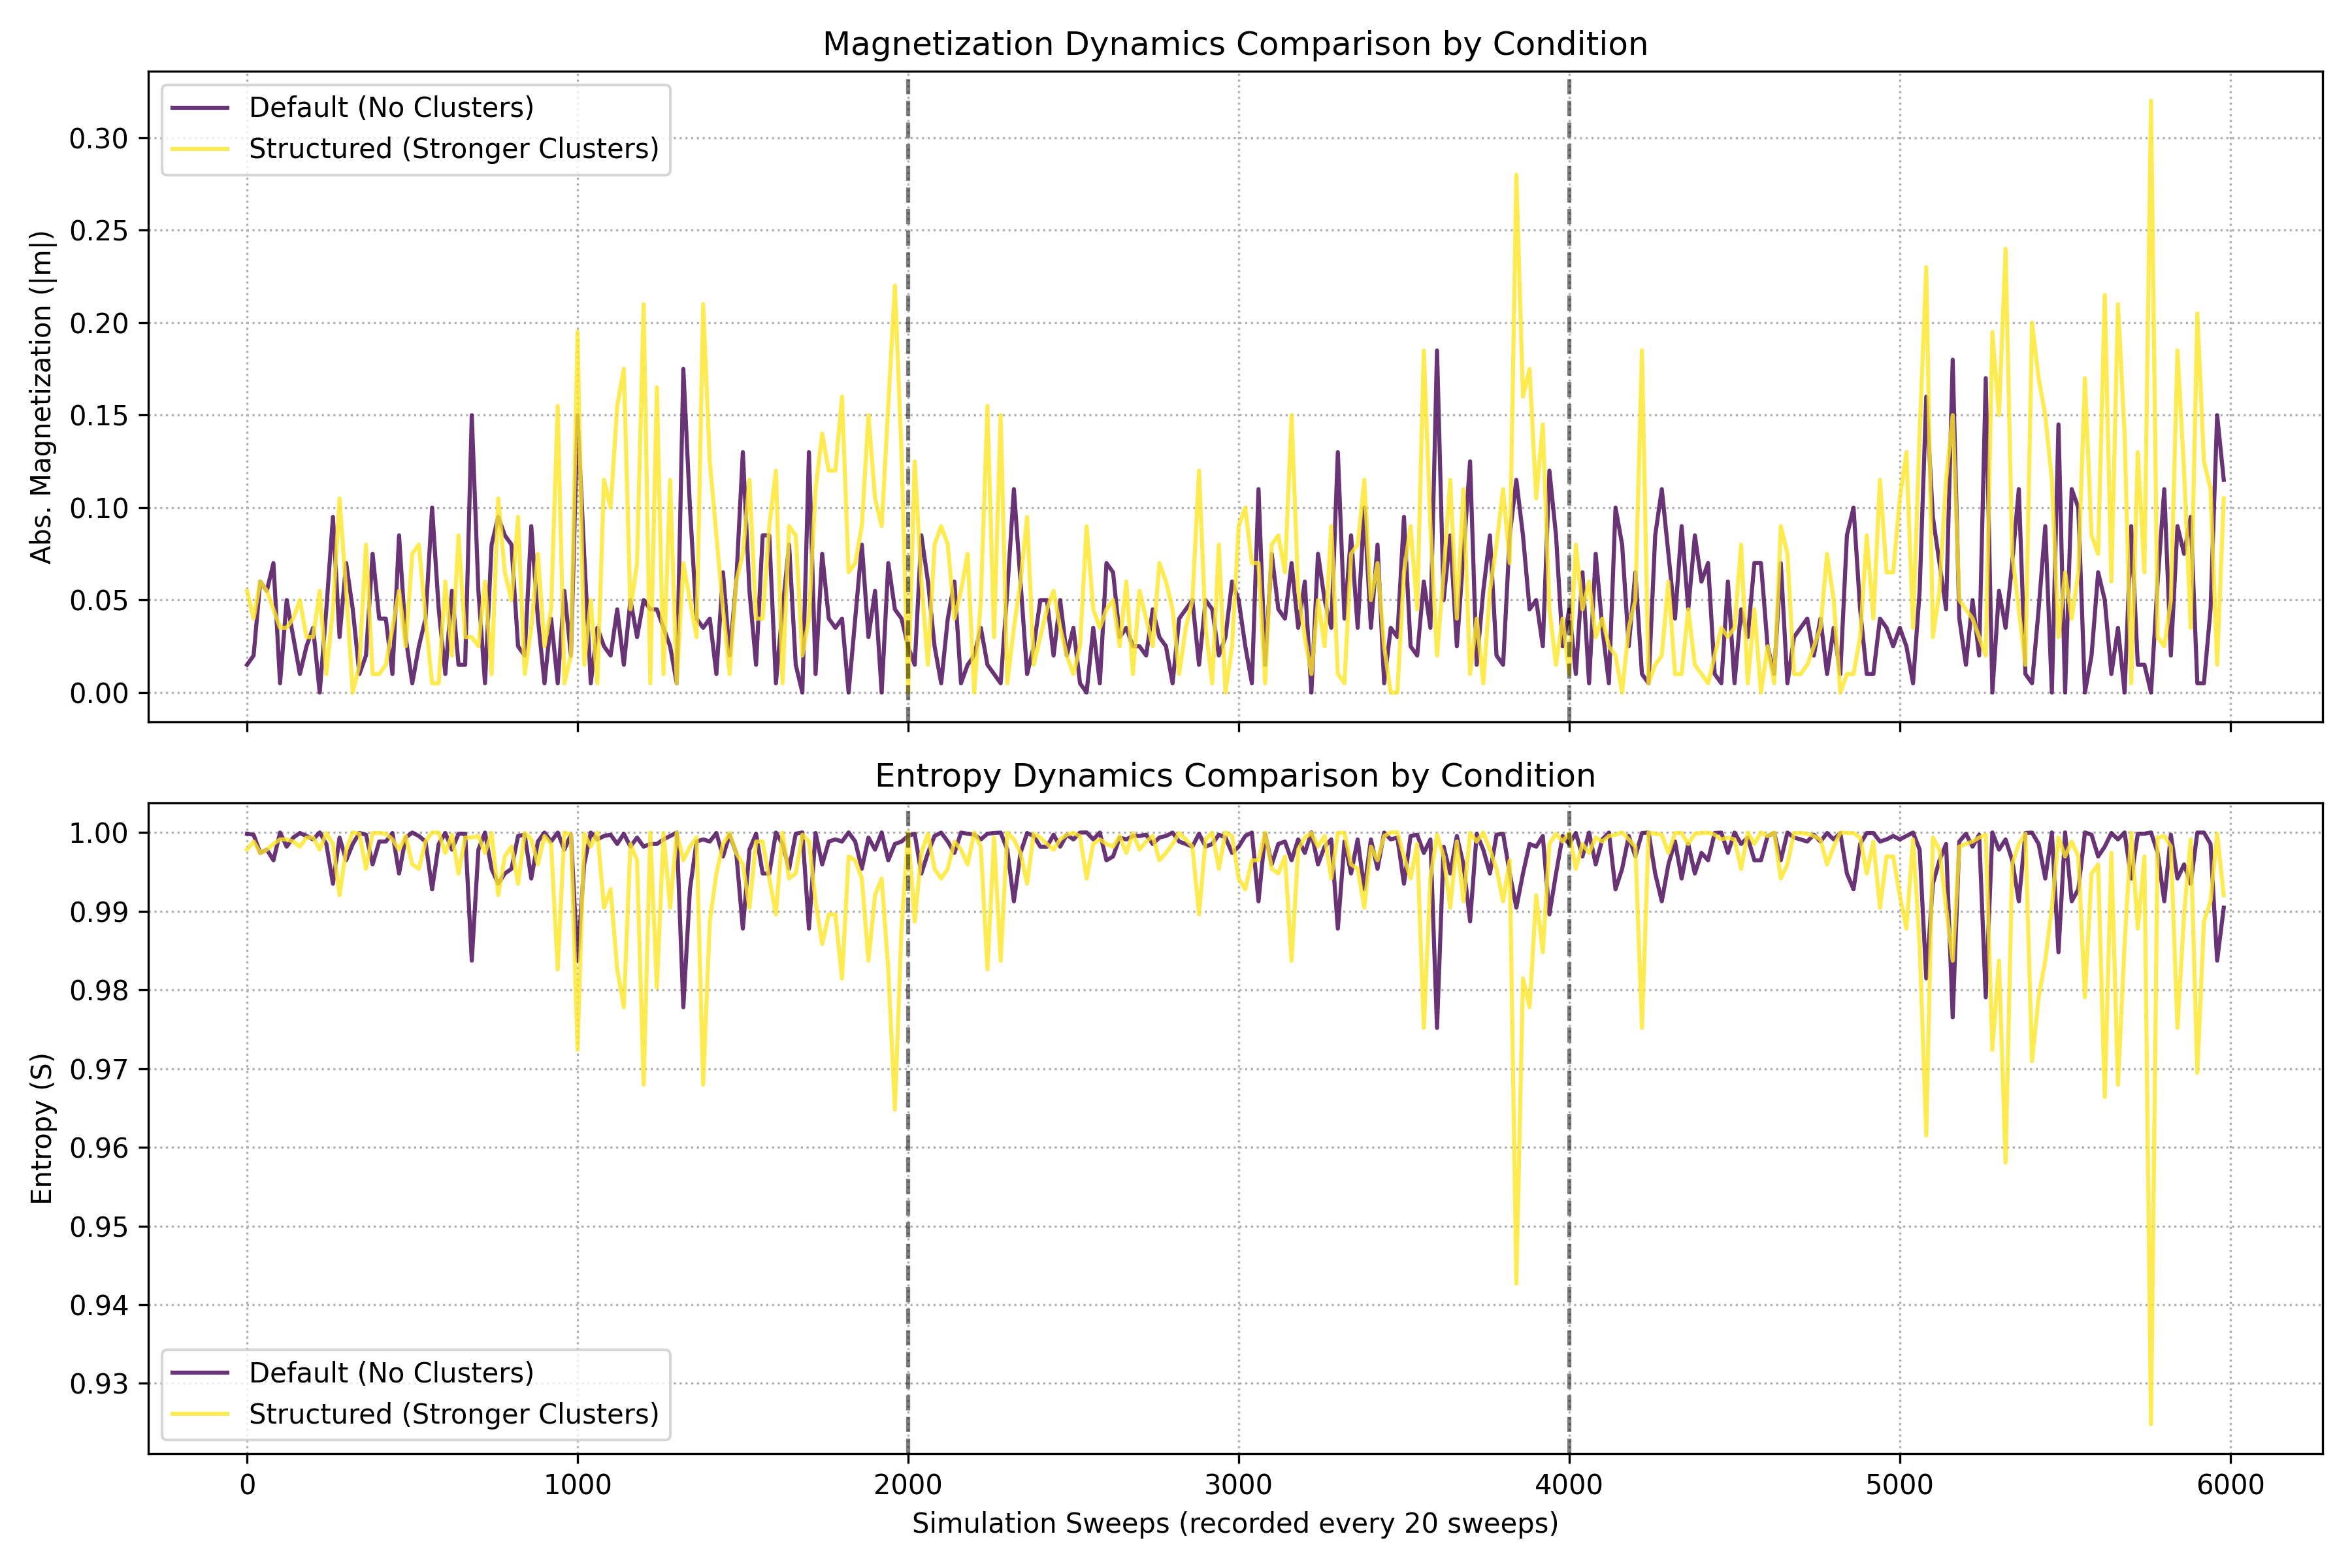 Magnetization Dynamics Comparison by Condition
Default (No Clusters)
Structured (Stronger Clusters)
Abs. Magnetization (|m|)
0.30
0.25
0.20
0.15
0.10
0.05
0.00
Entropy Dynamics Comparison by Condition
Entropy (S)
1.00
0.99
0.98
0.97
0.96
0.95
0.94
0.93
Default (No Clusters)
Structured (Stronger Clusters)
0 1000 2000 3000 4000 5000 6000
Simulation Sweeps (recorded every 20 sweeps)